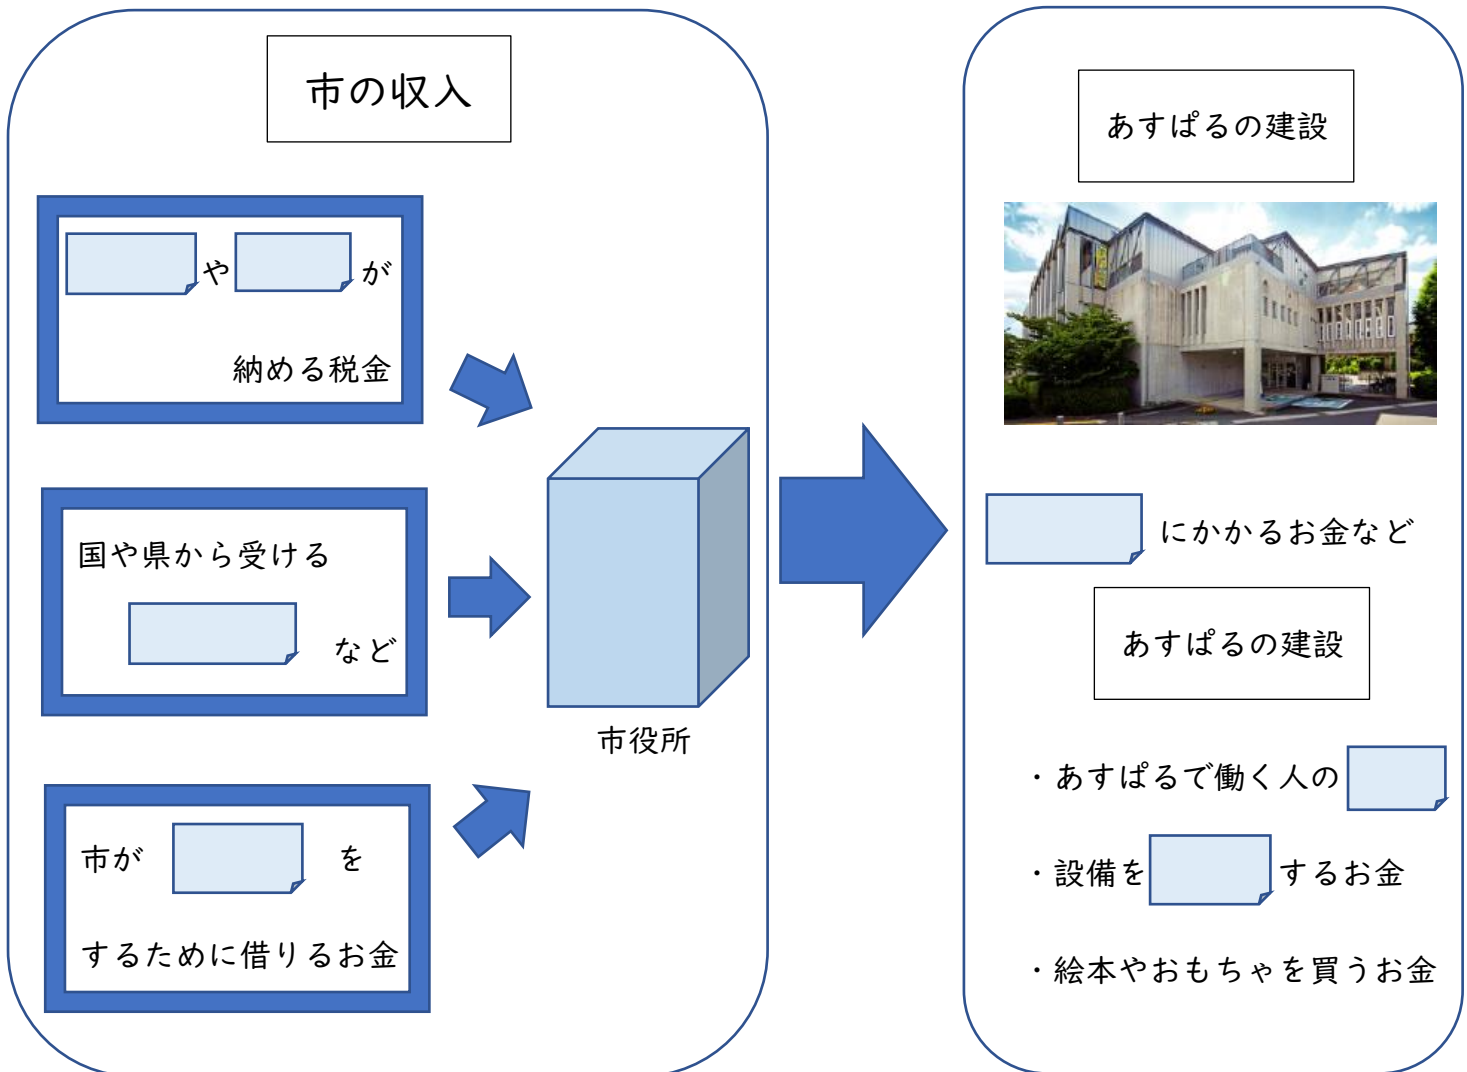 市の収入
や が
納める税金
国や県から受ける
など
市が を
するために借りるお金
市役所
あすぱるの建設
にかかるお金など
あすぱるの建設
・あすぱるで働く人の
・設備を するお金
・絵本やおもちゃを買うお金